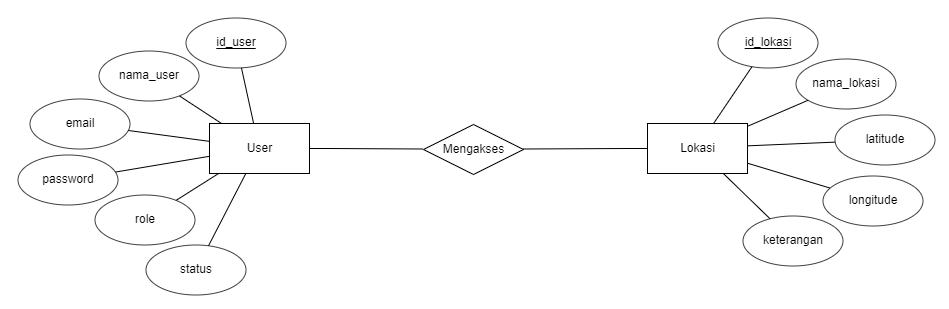 id_user
id_lokasi
nama_user
nama_lokasi
email
latitude
User
Mengakses
Lokasi
password
longitude
role
keterangan
status